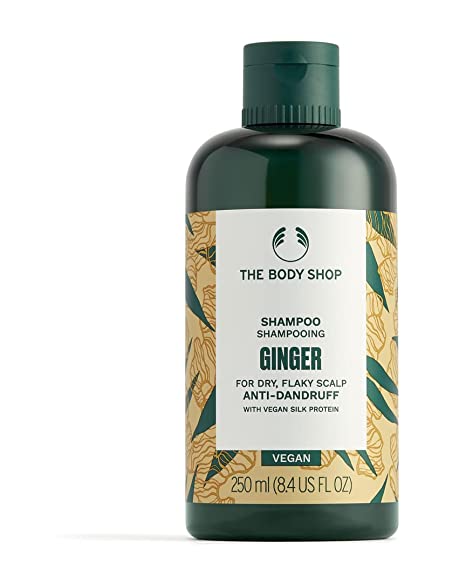 THE BODY SHOP
SHAMPOO
SHAMPOOING
GINGER
FOR DRY, FLAKY SCALP
ANTI-DANDRUFF
WITH VEGAN SILK PROTEIN
VEGAN
250 ml (8.4 US FL OZ)